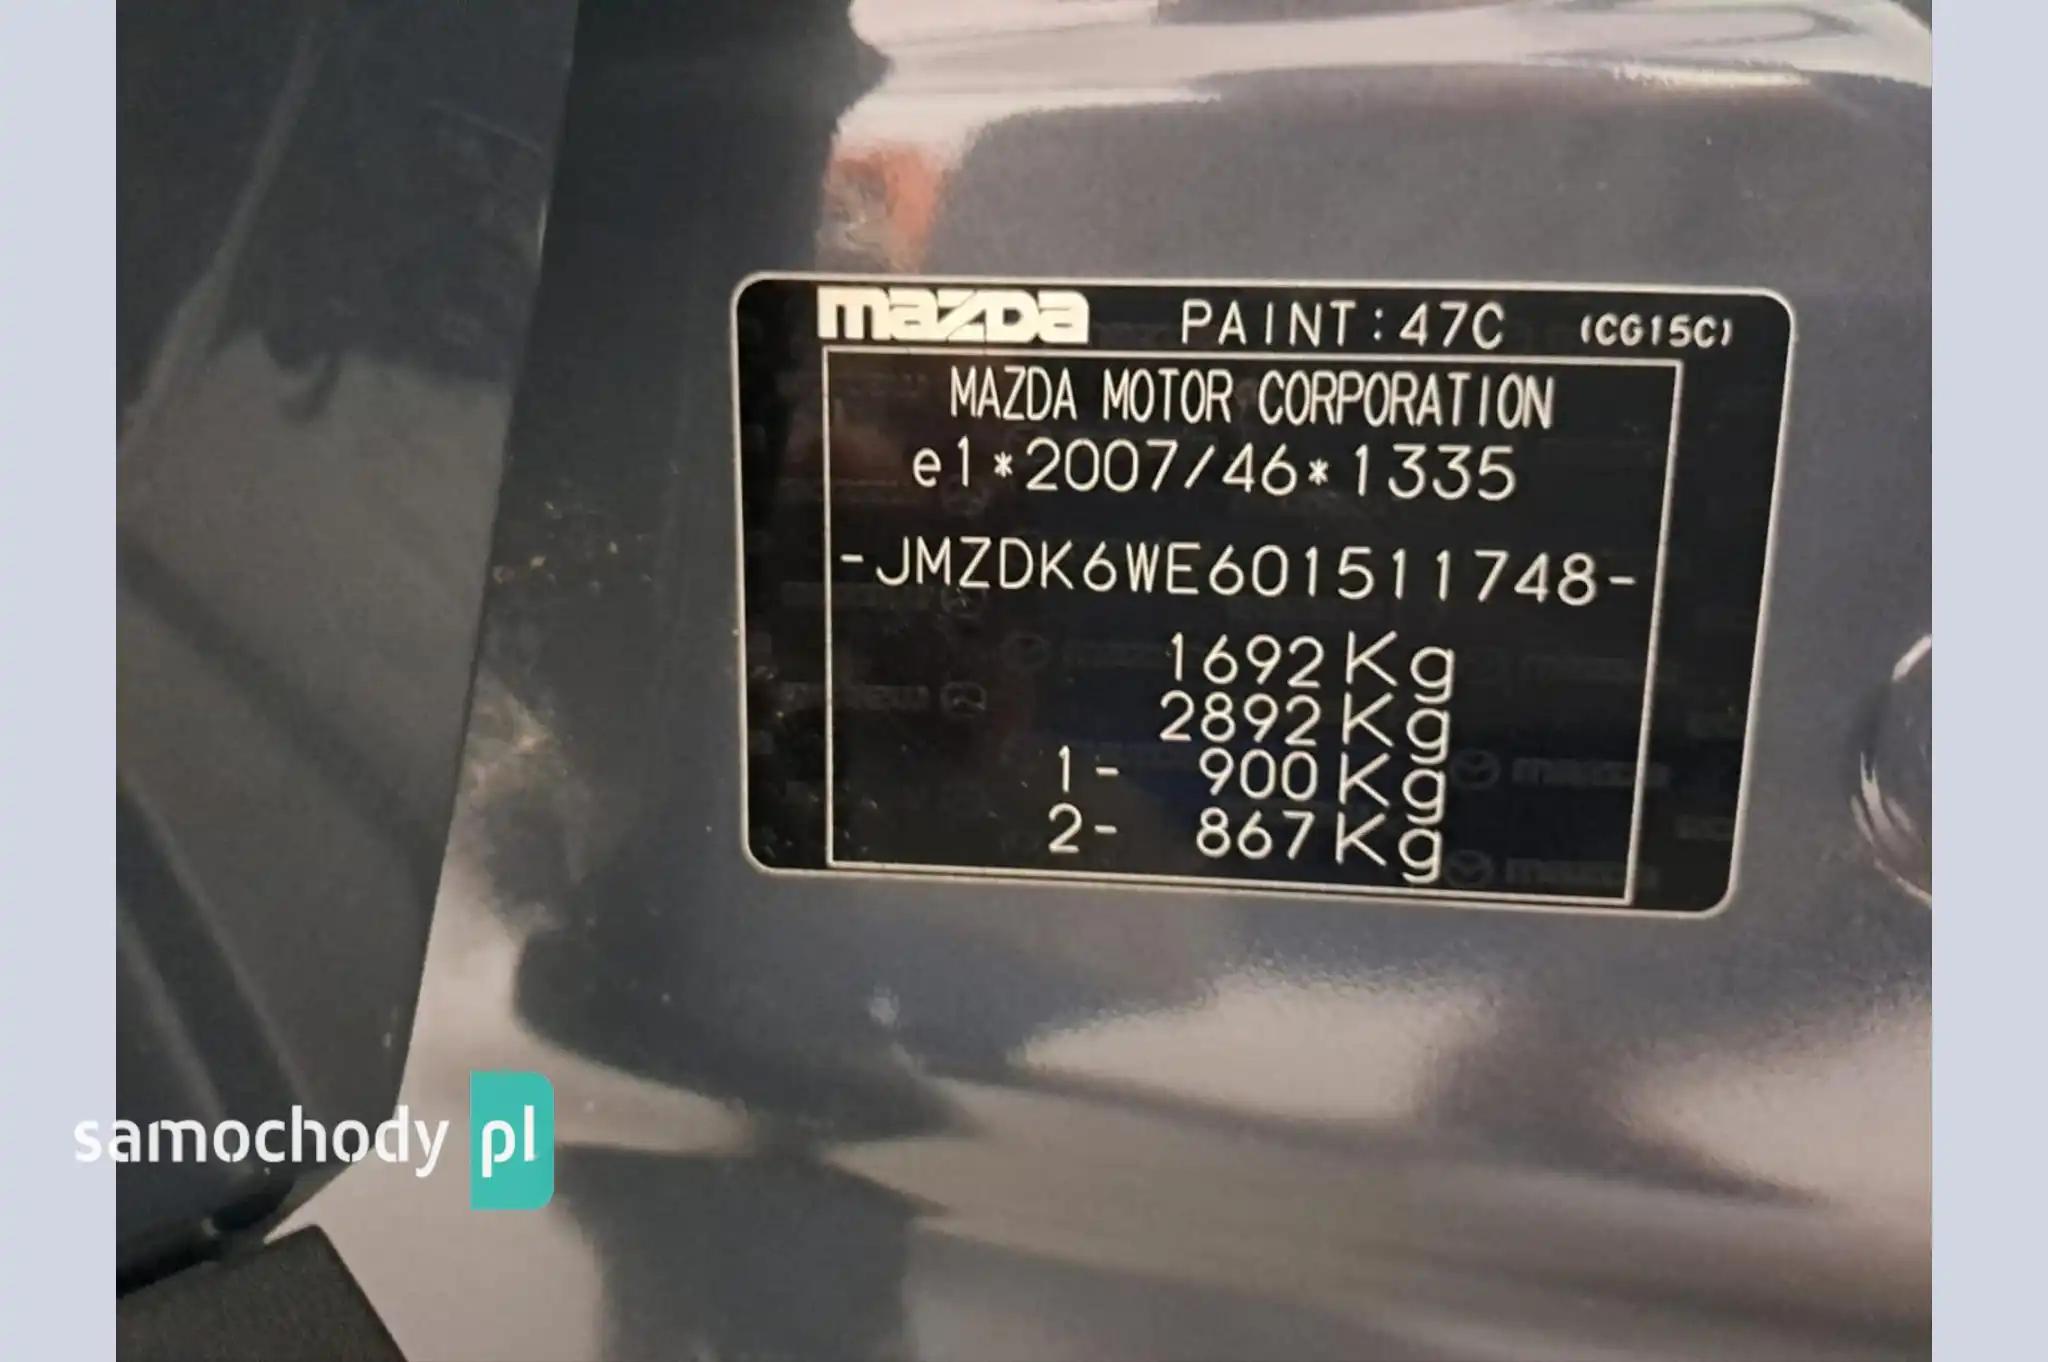 mazda PAINT:47C (CG15C)
MAZDA MOTOR CORPORATION
e1*2007/46*1335
-JMZDK6WE601511748-
1692Kg
2892Kg
1- 900Kg
2- 867Kg
samochody pl